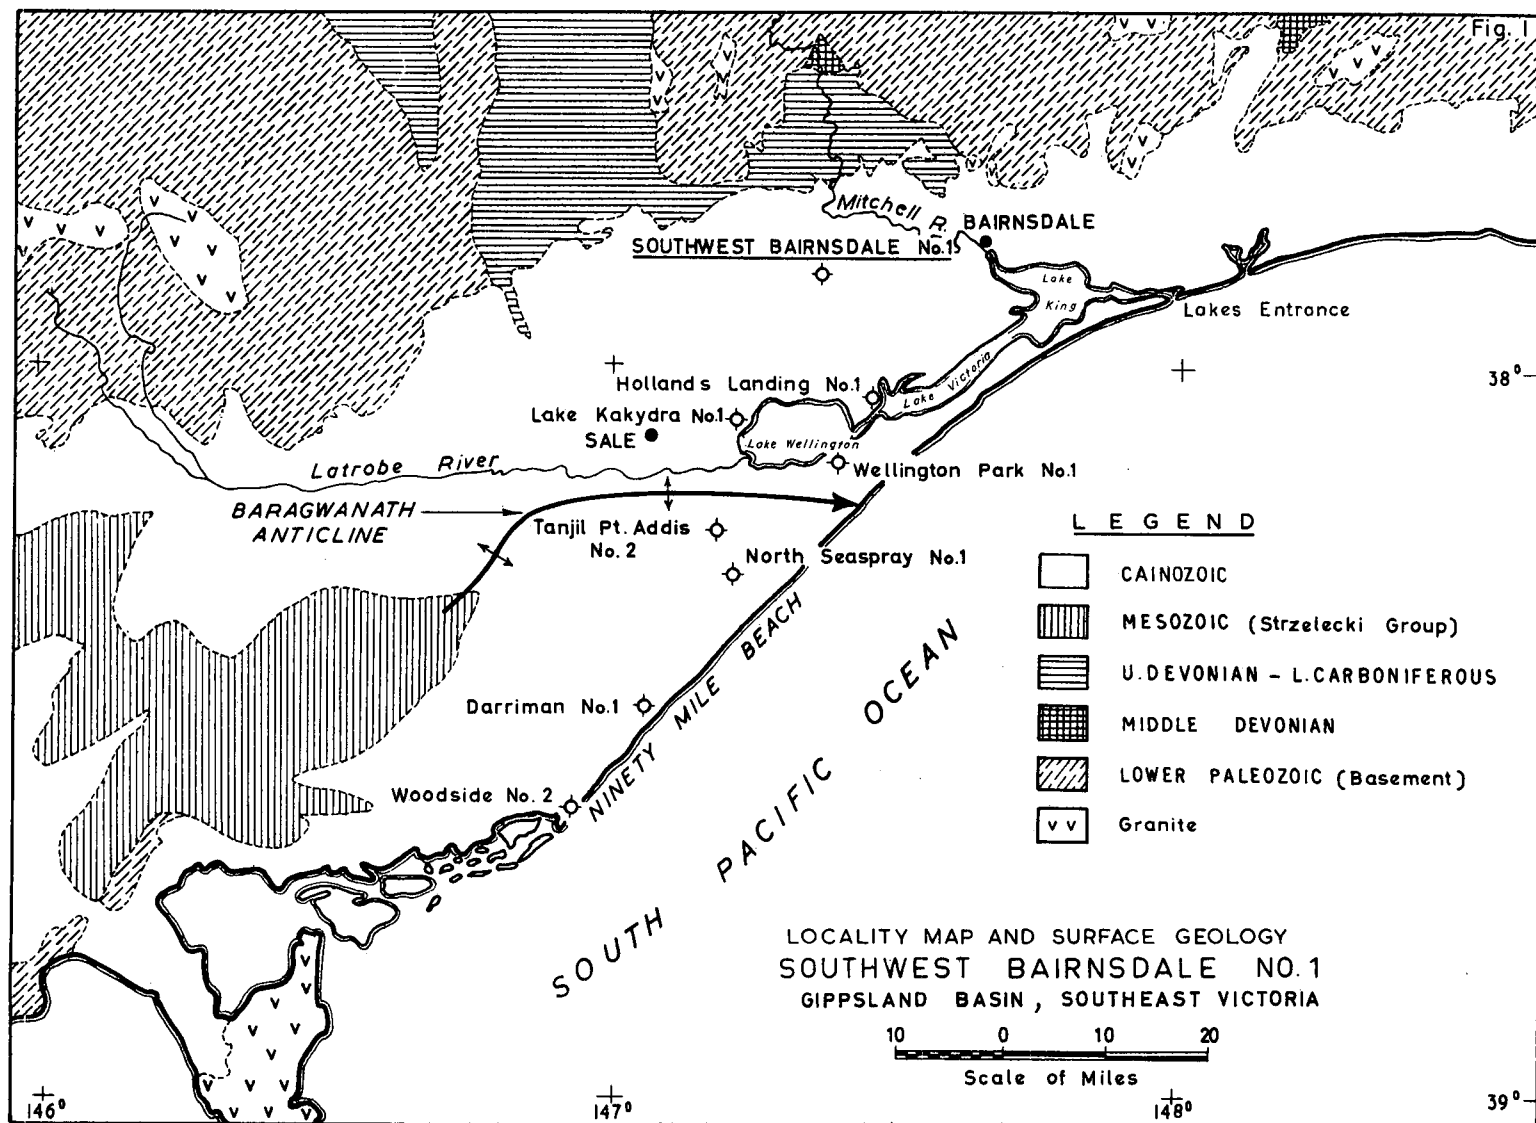 Fig. 1
Mitchell R.
BAIRNSDALE
SOUTHWEST BAIRNSDALE No.1
Lake
King
Lakes Entrance
38°
Hollands Landing No.1
Lake Victoria
Lake Kakydra No.1
SALE
Lake Wellington
Latrobe River
Wellington Park No.1
BARAGWANATH
ANTICLINE
Tanjil Pt. Addis
No. 2
North Seaspray No.1
NINETY MILE BEACH
Darriman No.1
Woodside No. 2
SOUTH PACIFIC OCEAN
LEGEND
CAINOZOIC
MESOZOIC (Strzelecki Group)
U. DEVONIAN – L. CARBONIFEROUS
MIDDLE DEVONIAN
LOWER PALEOZOIC (Basement)
v v Granite
LOCALITY MAP AND SURFACE GEOLOGY
SOUTHWEST BAIRNSDALE NO. 1
GIPPSLAND BASIN, SOUTHEAST VICTORIA
10 0 10 20
Scale of Miles
146°
147°
148°
39°